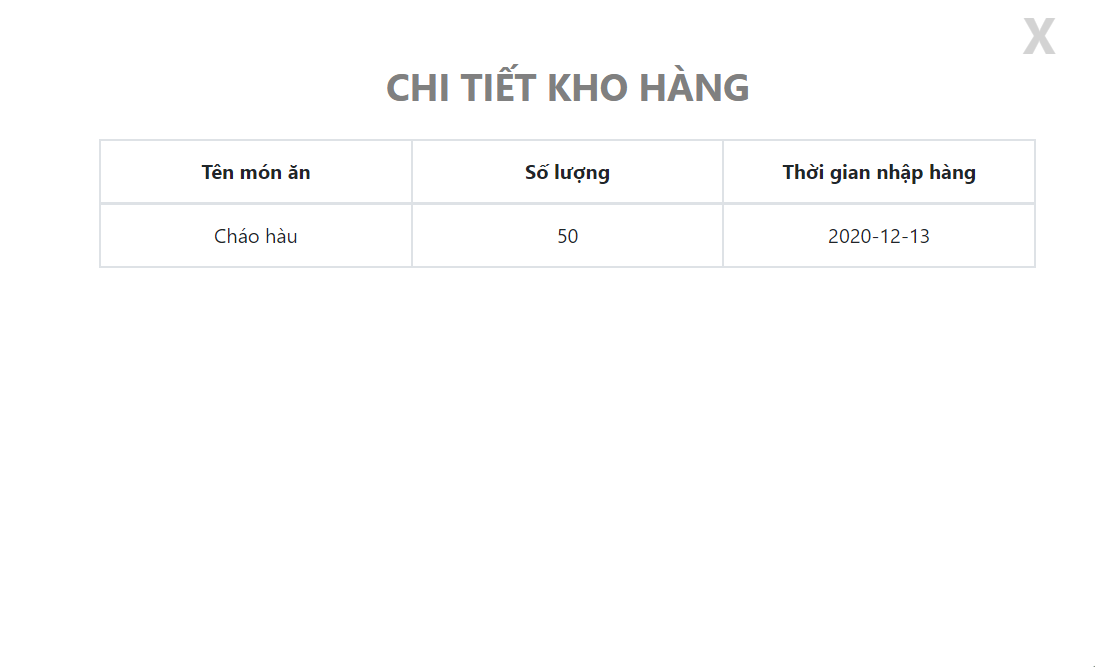 X
CHI TIẾT KHO HÀNG
Tên món ăn Số lượng Thời gian nhập hàng
Cháo hàu 50 2020-12-13